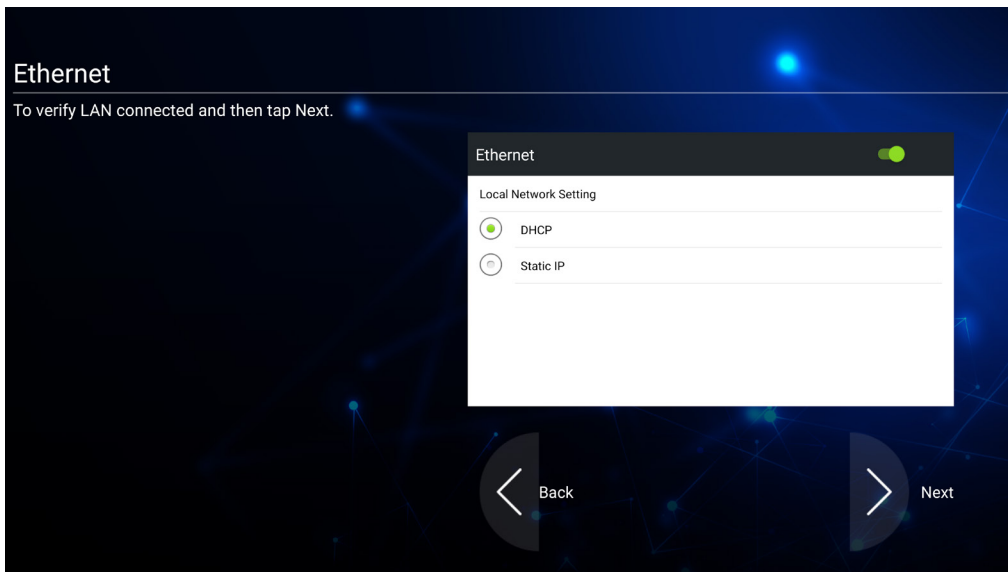 Ethernet
To verify LAN connected and then tap Next.
Ethernet
Local Network Setting
DHCP
Static IP
Back
Next